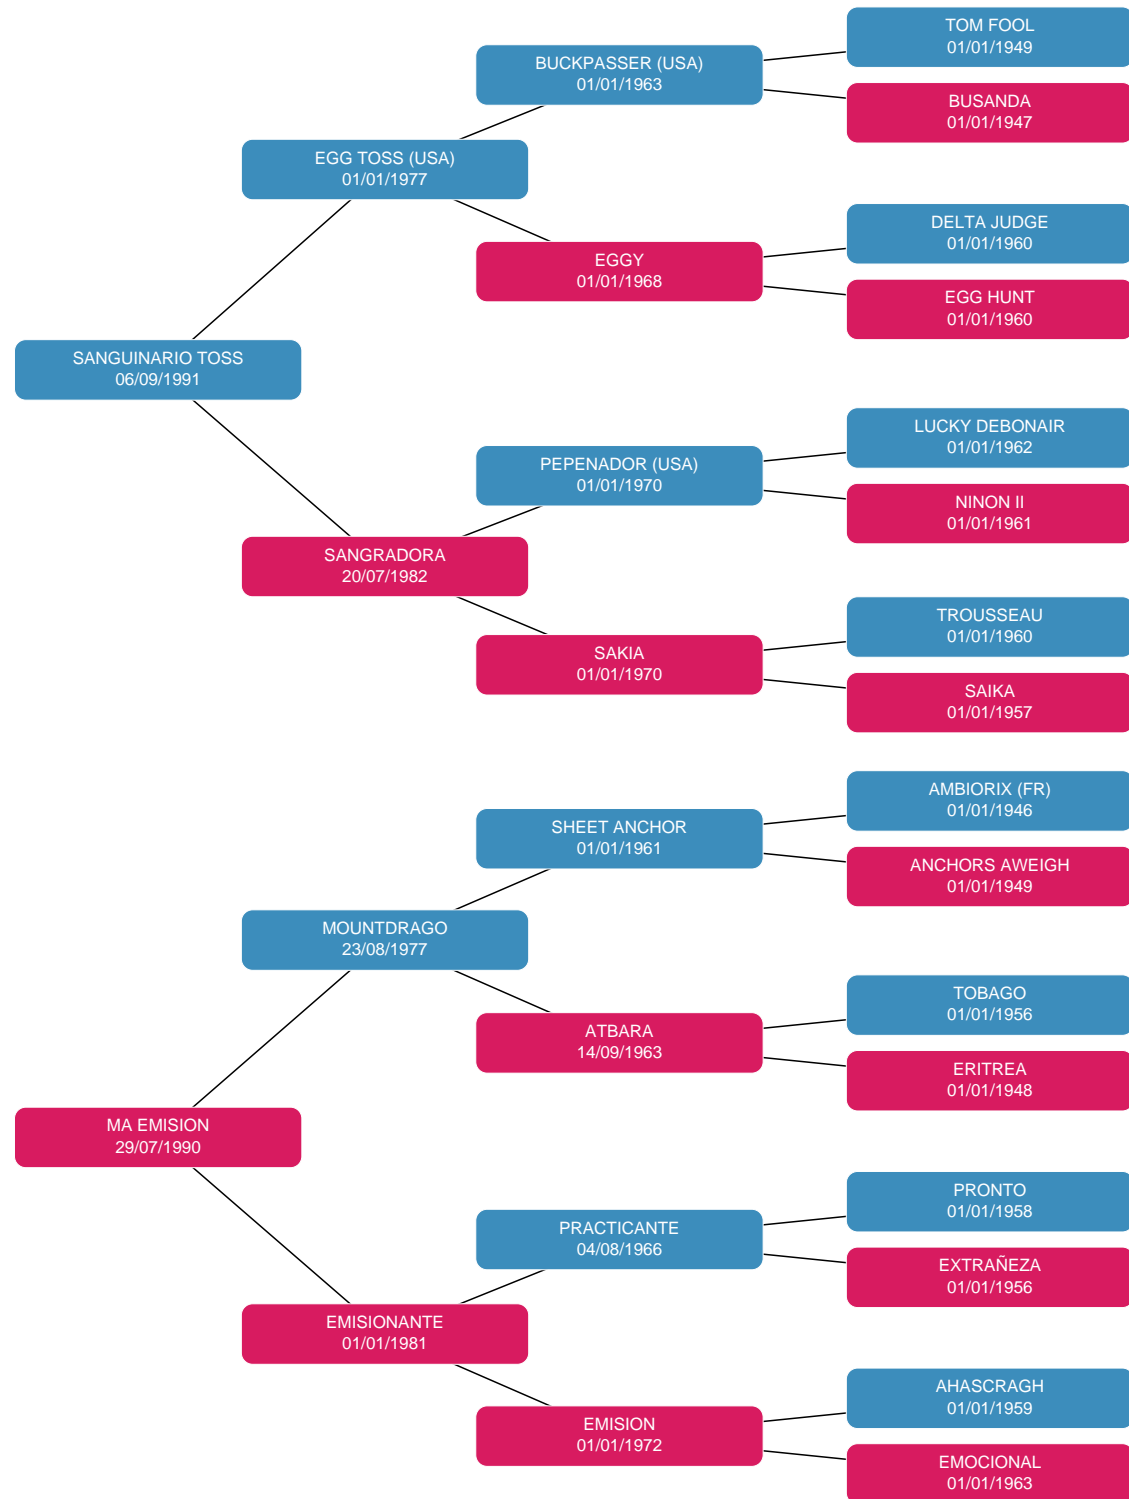 TOM FOOL
01/01/1949
BUCKPASSER (USA)
01/01/1963
BUSANDA
01/01/1947
EGG TOSS (USA)
01/01/1977
DELTA JUDGE
01/01/1960
EGGY
01/01/1968
EGG HUNT
01/01/1960
SANGUINARIO TOSS
06/09/1991
LUCKY DEBONAIR
01/01/1962
PEPENADOR (USA)
01/01/1970
NINON II
01/01/1961
SANGRADORA
20/07/1982
TROUSSEAU
01/01/1960
SAKIA
01/01/1970
SAIKA
01/01/1957
AMBIORIX (FR)
01/01/1946
SHEET ANCHOR
01/01/1961
ANCHORS AWEIGH
01/01/1949
MOUNTDRAGO
23/08/1977
TOBAGO
01/01/1956
ATBARA
14/09/1963
ERITREA
01/01/1948
MA EMISION
29/07/1990
PRONTO
01/01/1958
PRACTICANTE
04/08/1966
EXTRAÑEZA
01/01/1956
EMISIONANTE
01/01/1981
AHASCRAGH
01/01/1959
EMISION
01/01/1972
EMOCIONAL
01/01/1963